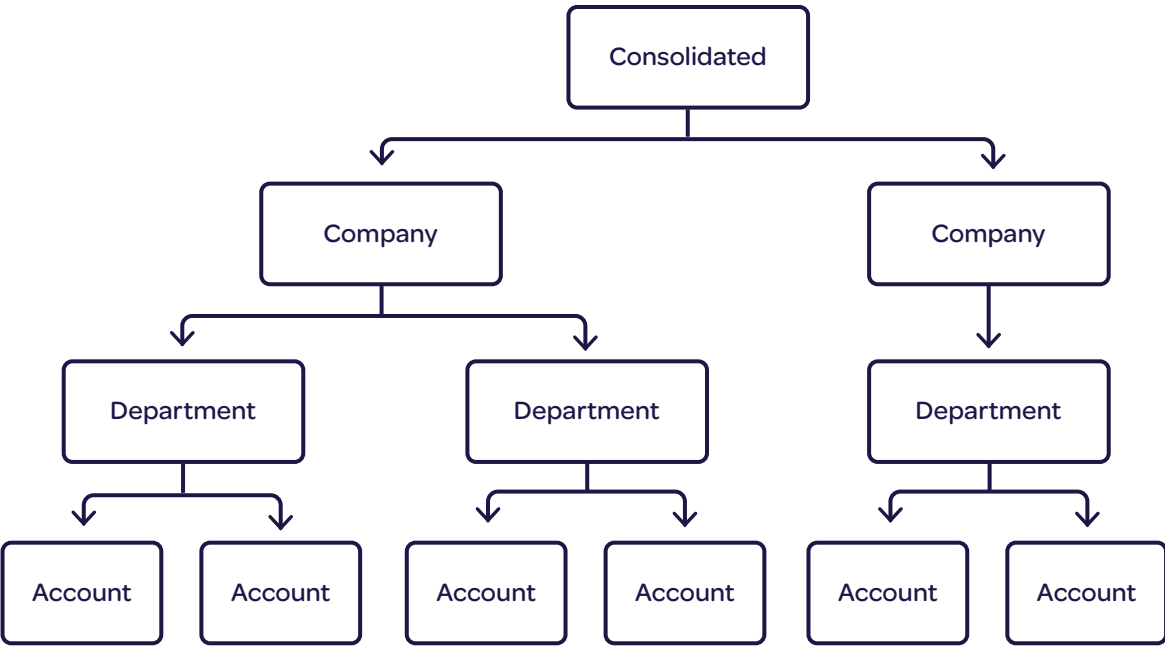 Consolidated
Company
Company
Department
Department
Department
Account
Account
Account
Account
Account
Account